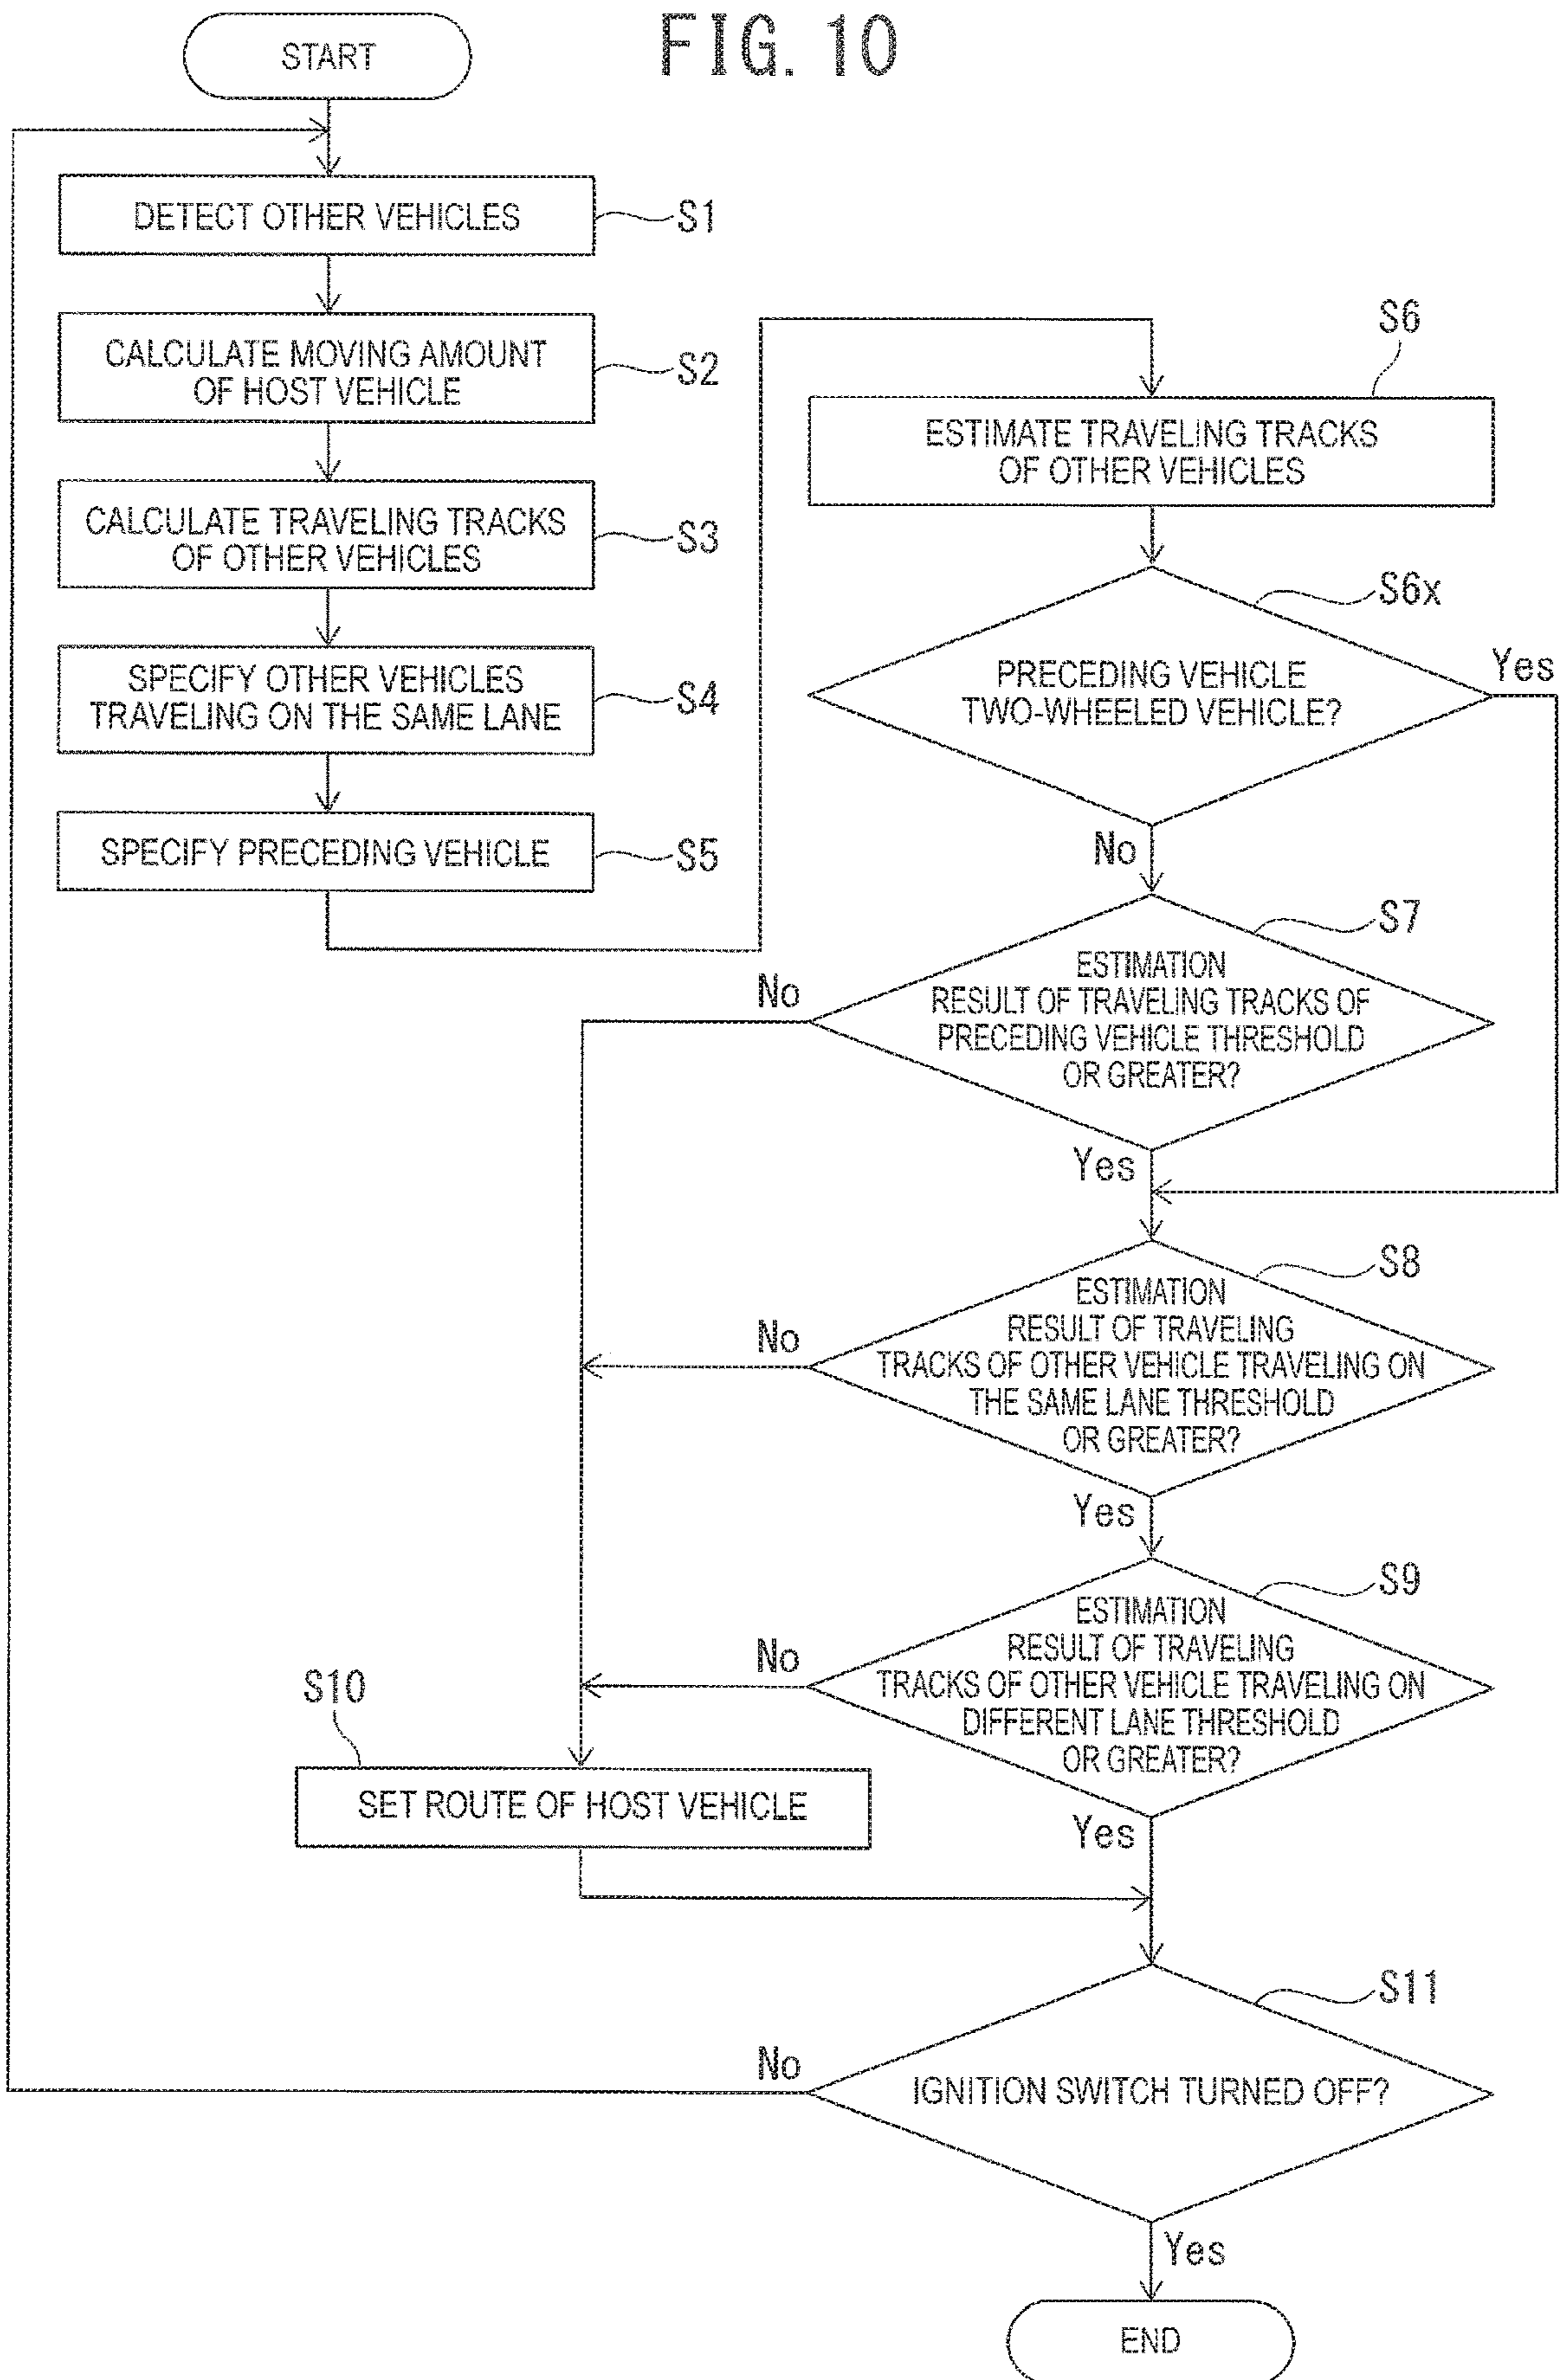 FIG. 10
START
DETECT OTHER VEHICLES
S1
CALCULATE MOVING AMOUNT
OF HOST VEHICLE
S2
CALCULATE TRAVELING TRACKS
OF OTHER VEHICLES
S3
SPECIFY OTHER VEHICLES
TRAVELING ON THE SAME LANE
S4
SPECIFY PRECEDING VEHICLE
S5
S6
ESTIMATE TRAVELING TRACKS
OF OTHER VEHICLES
S6x
PRECEDING VEHICLE
TWO-WHEELED VEHICLE?
Yes
No
S7
ESTIMATION
RESULT OF TRAVELING TRACKS OF
PRECEDING VEHICLE THRESHOLD
OR GREATER?
No
Yes
S8
ESTIMATION
RESULT OF TRAVELING
TRACKS OF OTHER VEHICLE TRAVELING ON
THE SAME LANE THRESHOLD
OR GREATER?
No
Yes
S9
ESTIMATION
RESULT OF TRAVELING
TRACKS OF OTHER VEHICLE TRAVELING ON
DIFFERENT LANE THRESHOLD
OR GREATER?
No
Yes
S10
SET ROUTE OF HOST VEHICLE
S11
IGNITION SWITCH TURNED OFF?
No
Yes
END